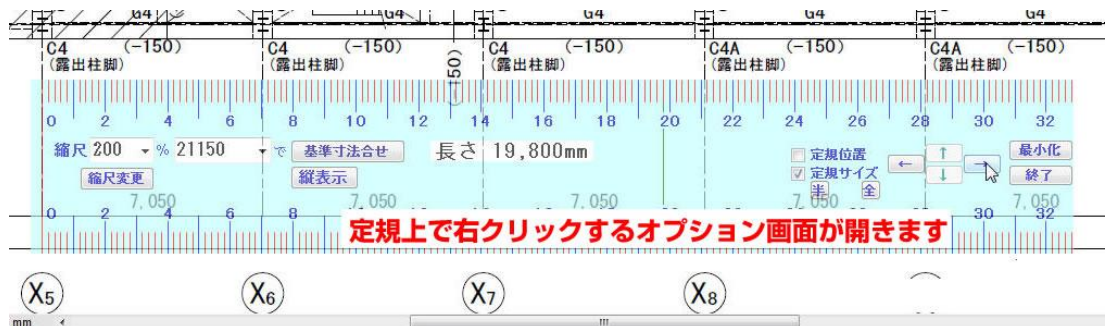 G4 G4 G4 G4
C4 (-150) C4 (-150) C4 (-150) C4A (-150) C4A (-150)
(露出柱脚) (露出柱脚) (露出柱脚) (露出柱脚) (露出柱脚)
(-150)
0 2 4 6 8 10 12 14 16 18 20 22 24 26 28 30 32
縮尺 200 % 21150 で 基準寸法合せ 長さ 19,800mm 定規位置 ← ↑ → 最小化
縮尺変更 縦表示 定規サイズ ↓ 終了
半 全
7,050 7,050 7,050 7,050 7,050
0 2 4 6 8 30 32
定規上で右クリックするオプション画面が開きます
X5 X6 X7 X8
mm